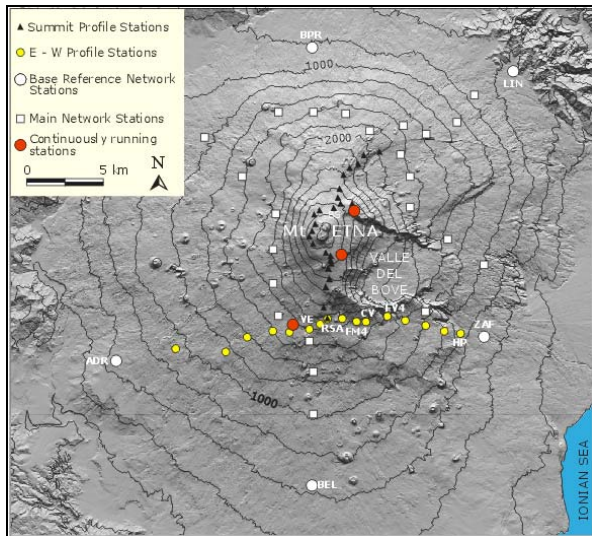 Summit Profile Stations
E - W Profile Stations
Base Reference Network
Stations
Main Network Stations
Continuously running
stations
N
0 5 km
BPR
LIN
1000
2000
Mt. ETNA
VALLE
DEL
BOVE
VE
RSA
FM4
CV
TV4
HP
ZAF
ADR
1000
BEL
IONIAN SEA